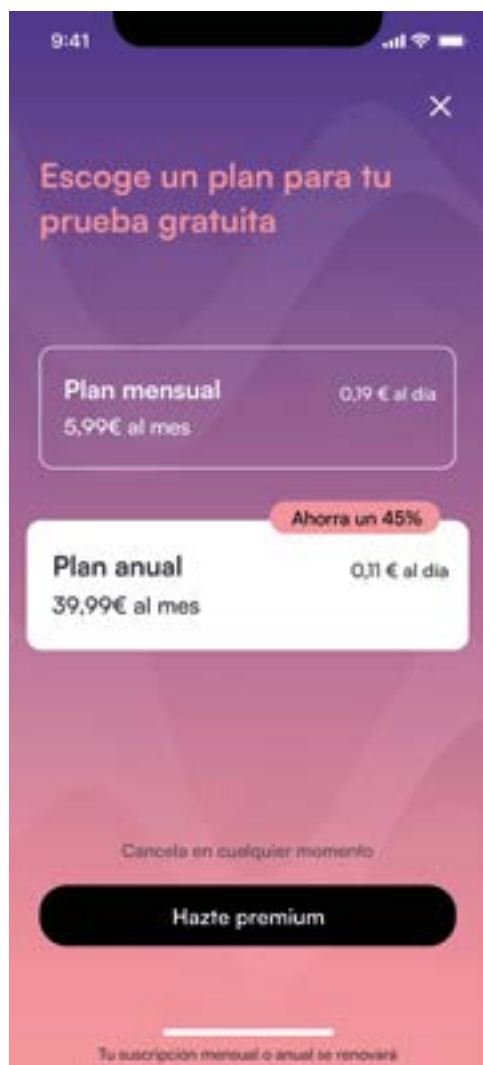 9:41
Escoge un plan para tu
prueba gratuita
Plan mensual
0,19 € al día
5,99€ al mes
Ahorra un 45%
Plan anual
0,11 € al día
39,99€ al mes
Cancela en cualquier momento
Hazte premium
Tu suscripción mensual o anual se renovará